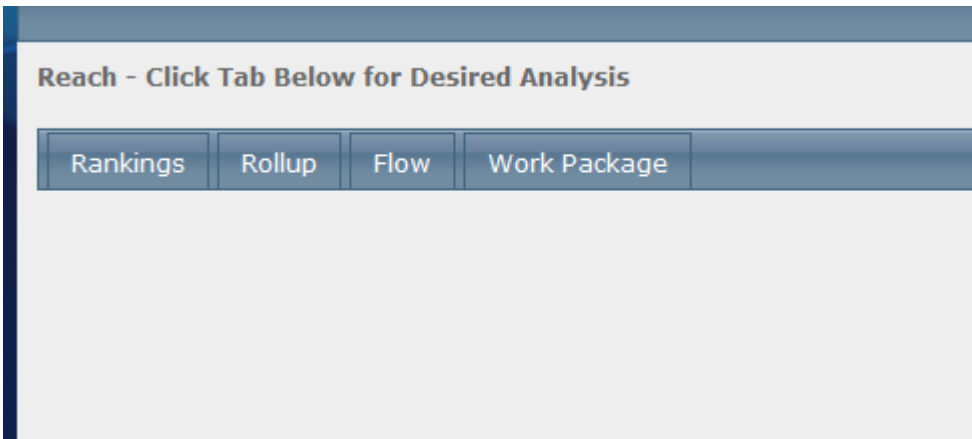 Reach - Click Tab Below for Desired Analysis
Rankings Rollup Flow Work Package